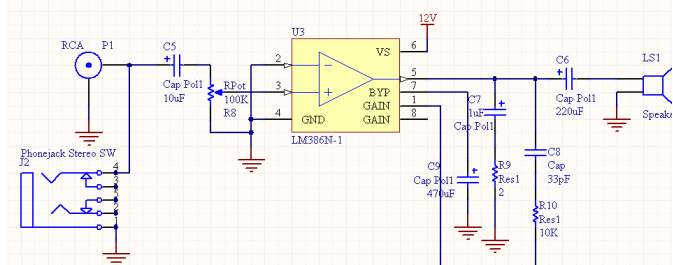 12V
U3
RCA P1
C5
Cap Pol1
10uF
RPot
100K
R8
2
3
4
GND
VS
BYP
GAIN
GAIN
6
5
7
1
8
LM386N-1
C6
Cap Pol1
220uF
LS1
Speake
C7
1uF
Cap Pol1
C8
Cap
33pF
C9
Cap Pol1
470uF
R9
Res1
2
R10
Res1
10K
Phonejack Stereo SW
J2
4
3
2
1